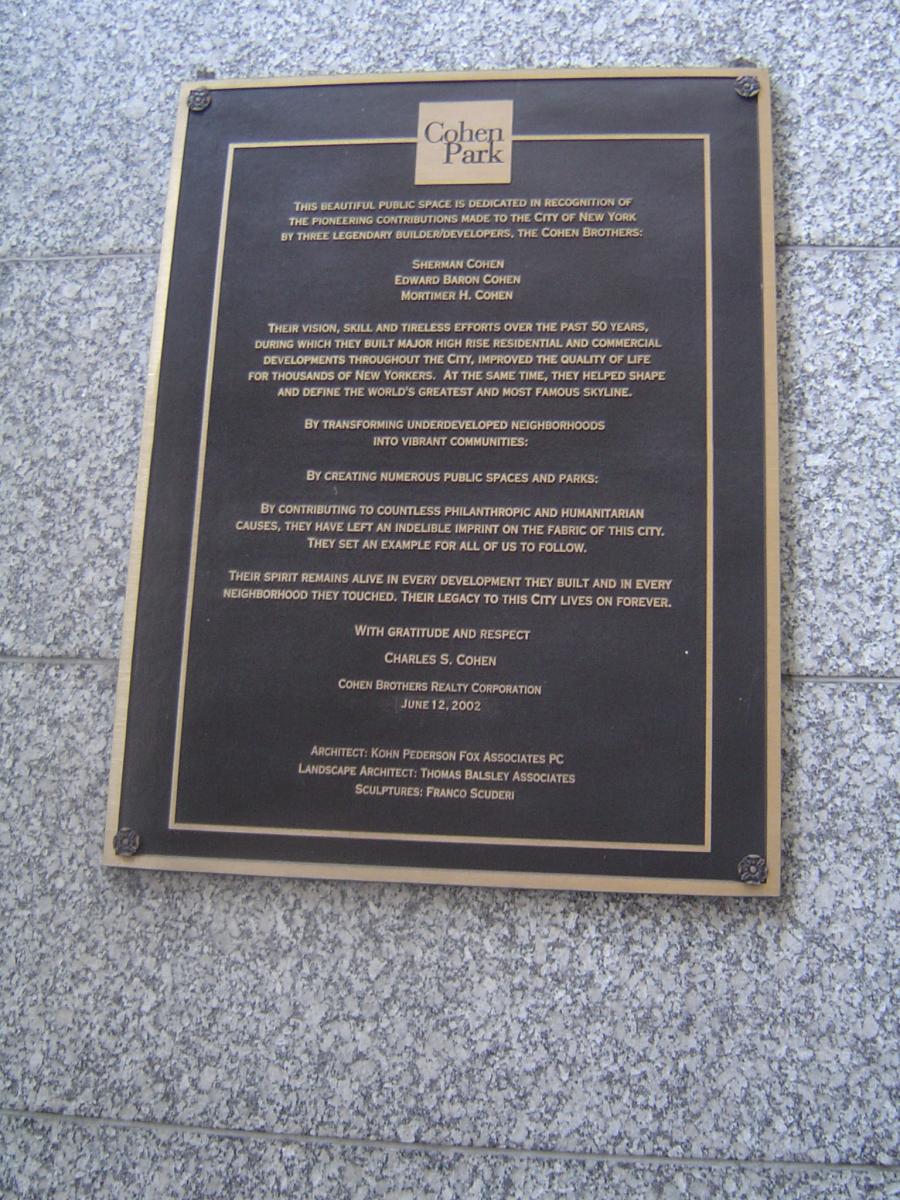 Cohen
Park
THIS BEAUTIFUL PUBLIC SPACE IS DEDICATED IN RECOGNITION OF
THE PIONEERING CONTRIBUTIONS MADE TO THE CITY OF NEW YORK
BY THREE LEGENDARY BUILDER/DEVELOPERS, THE COHEN BROTHERS:
SHERMAN COHEN
EDWARD BARON COHEN
MORTIMER H. COHEN
THEIR VISION, SKILL AND TIRELESS EFFORTS OVER THE PAST 50 YEARS,
DURING WHICH THEY BUILT MAJOR HIGH RISE RESIDENTIAL AND COMMERCIAL
DEVELOPMENTS THROUGHOUT THE CITY, IMPROVED THE QUALITY OF LIFE
FOR THOUSANDS OF NEW YORKERS. AT THE SAME TIME, THEY HELPED SHAPE
AND DEFINE THE WORLD'S GREATEST AND MOST FAMOUS SKYLINE.
BY TRANSFORMING UNDERDEVELOPED NEIGHBORHOODS
INTO VIBRANT COMMUNITIES:
BY CREATING NUMEROUS PUBLIC SPACES AND PARKS:
BY CONTRIBUTING TO COUNTLESS PHILANTHROPIC AND HUMANITARIAN
CAUSES, THEY HAVE LEFT AN INDELIBLE IMPRINT ON THE FABRIC OF THIS CITY.
THEY SET AN EXAMPLE FOR ALL OF US TO FOLLOW.
THEIR SPIRIT REMAINS ALIVE IN EVERY DEVELOPMENT THEY BUILT AND IN EVERY
NEIGHBORHOOD THEY TOUCHED. THEIR LEGACY TO THIS CITY LIVES ON FOREVER.
WITH GRATITUDE AND RESPECT
CHARLES S. COHEN
COHEN BROTHERS REALTY CORPORATION
JUNE 12, 2002
ARCHITECT: KOHN PEDERSON FOX ASSOCIATES PC
LANDSCAPE ARCHITECT: THOMAS BALSLEY ASSOCIATES
SCULPTURES: FRANCO SCUDERI